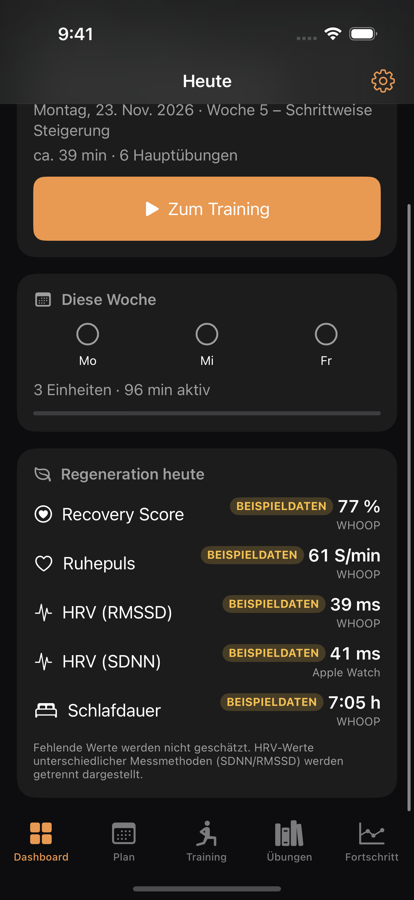 9:41
Heute
Montag, 23. Nov. 2026 · Woche 5 – Schrittweise
Steigerung
ca. 39 min · 6 Hauptübungen
Zum Training
Diese Woche
Mo
Mi
Fr
3 Einheiten · 96 min aktiv
Regeneration heute
Recovery Score
BEISPIELDATEN
77 %
WHOOP
Ruhepuls
BEISPIELDATEN
61 S/min
WHOOP
HRV (RMSSD)
BEISPIELDATEN
39 ms
WHOOP
HRV (SDNN)
BEISPIELDATEN
41 ms
Apple Watch
Schlafdauer
BEISPIELDATEN
7:05 h
WHOOP
Fehlende Werte werden nicht geschätzt. HRV-Werte
unterschiedlicher Messmethoden (SDNN/RMSSD) werden
getrennt dargestellt.
Dashboard
Plan
Training
Übungen
Fortschritt